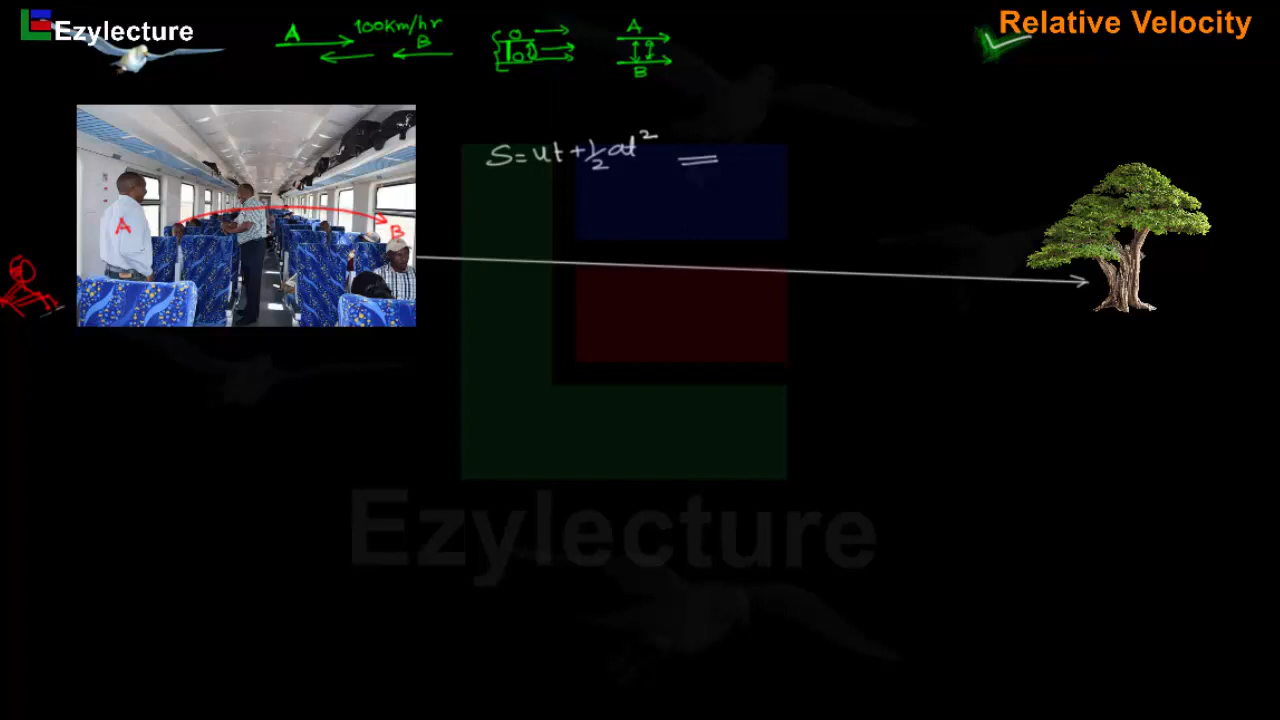 Ezylecture
Relative Velocity
A 100km/hr B
A
B
S=ut+½at²
A
B
Ezylecture